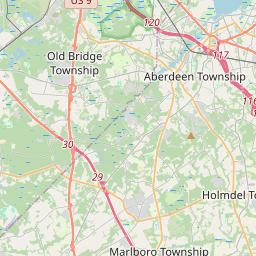 US 9
120
Old Bridge
Township
117
Aberdeen Township
116
30
29
Holmdel To
Marlboro Township